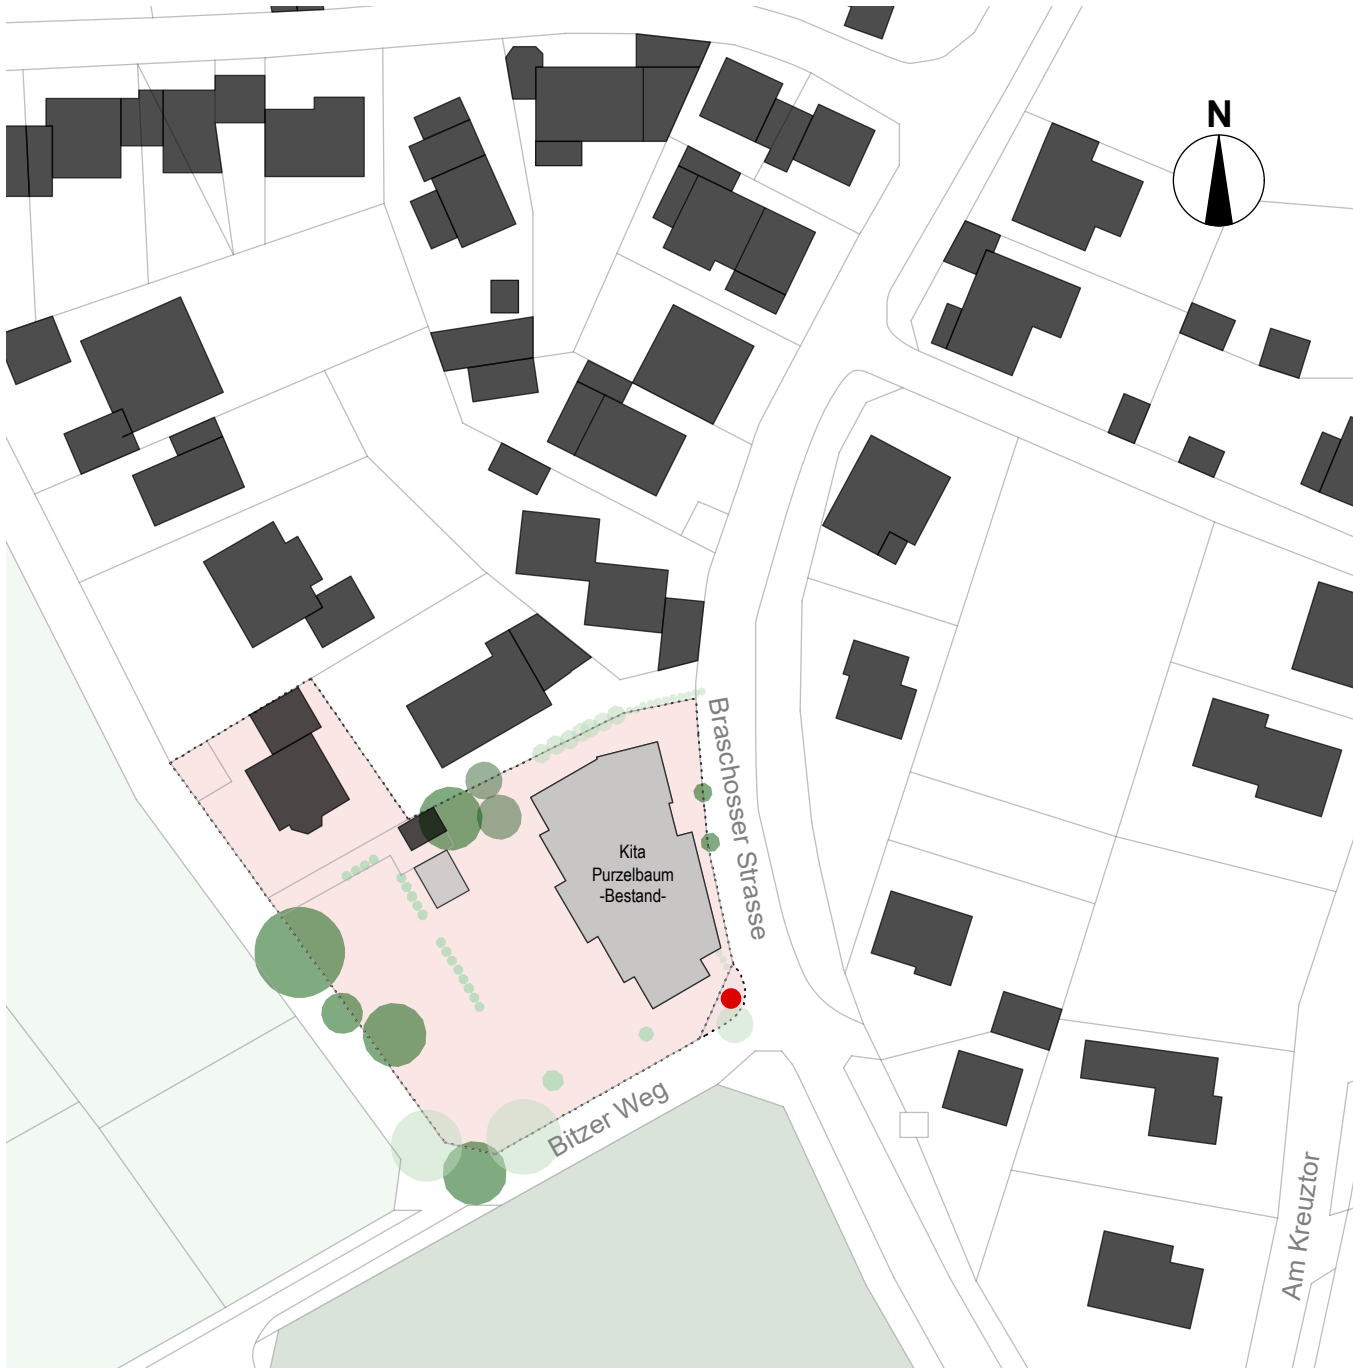 N
Braschosser Strasse
Kita
Purzelbaum
-Bestand-
Bitzer Weg
Am Kreuztor